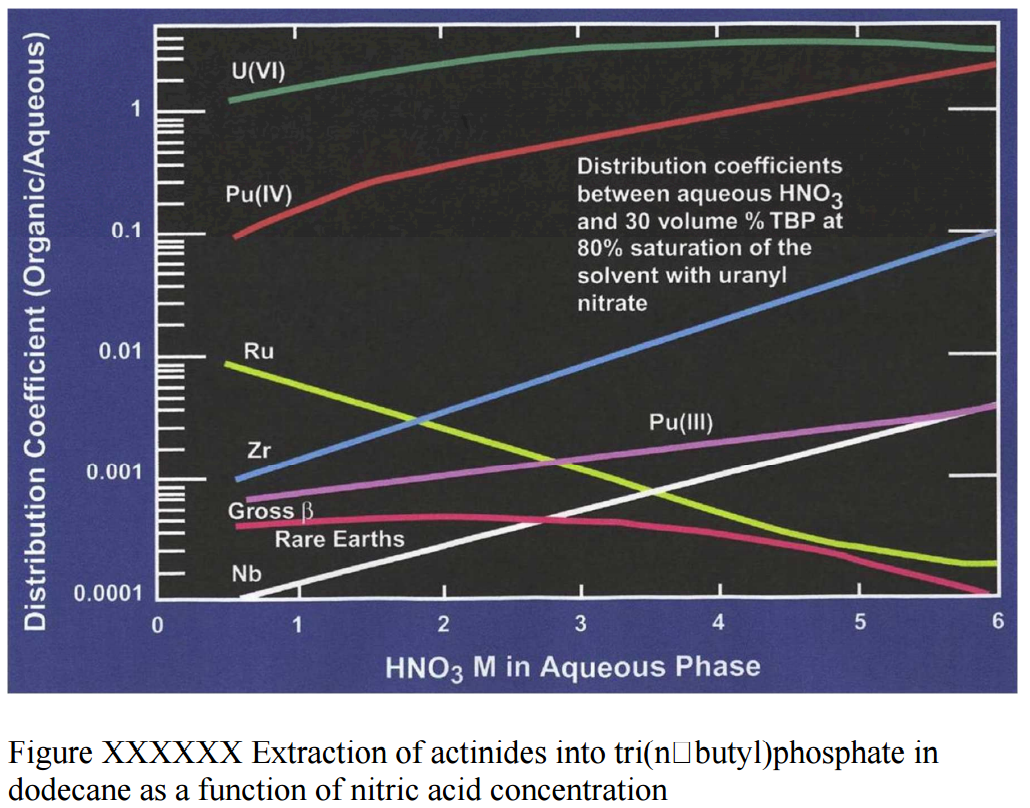 Distribution Coefficient (Organic/Aqueous)
1
0.1
0.01
0.001
0.0001
U(VI)
Pu(IV)
Distribution coefficients
between aqueous HNO₃
and 30 volume % TBP at
80% saturation of the
solvent with uranyl
nitrate
Ru
Zr
Pu(III)
Gross β
Rare Earths
Nb
0 1 2 3 4 5 6
HNO₃ M in Aqueous Phase
Figure XXXXXX Extraction of actinides into tri(n□butyl)phosphate in
dodecane as a function of nitric acid concentration